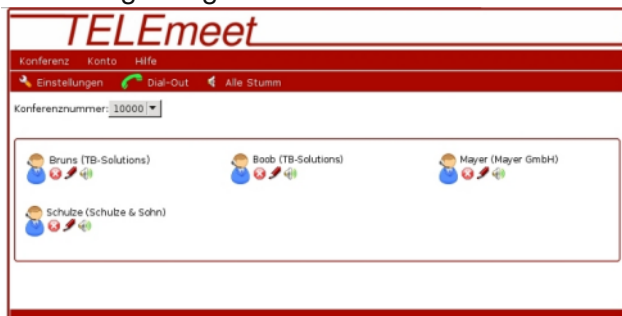 TELEmeet
Konferenz Konto Hilfe
Einstellungen Dial-Out Alle Stumm
Konferenznummer: 10000
Bruns (TB-Solutions) Boob (TB-Solutions) Mayer (Mayer GmbH)
Schulze (Schulze & Sohn)